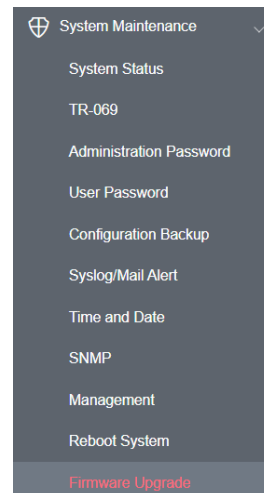 System Maintenance
System Status
TR-069
Administration Password
User Password
Configuration Backup
Syslog/Mail Alert
Time and Date
SNMP
Management
Reboot System
Firmware Upgrade